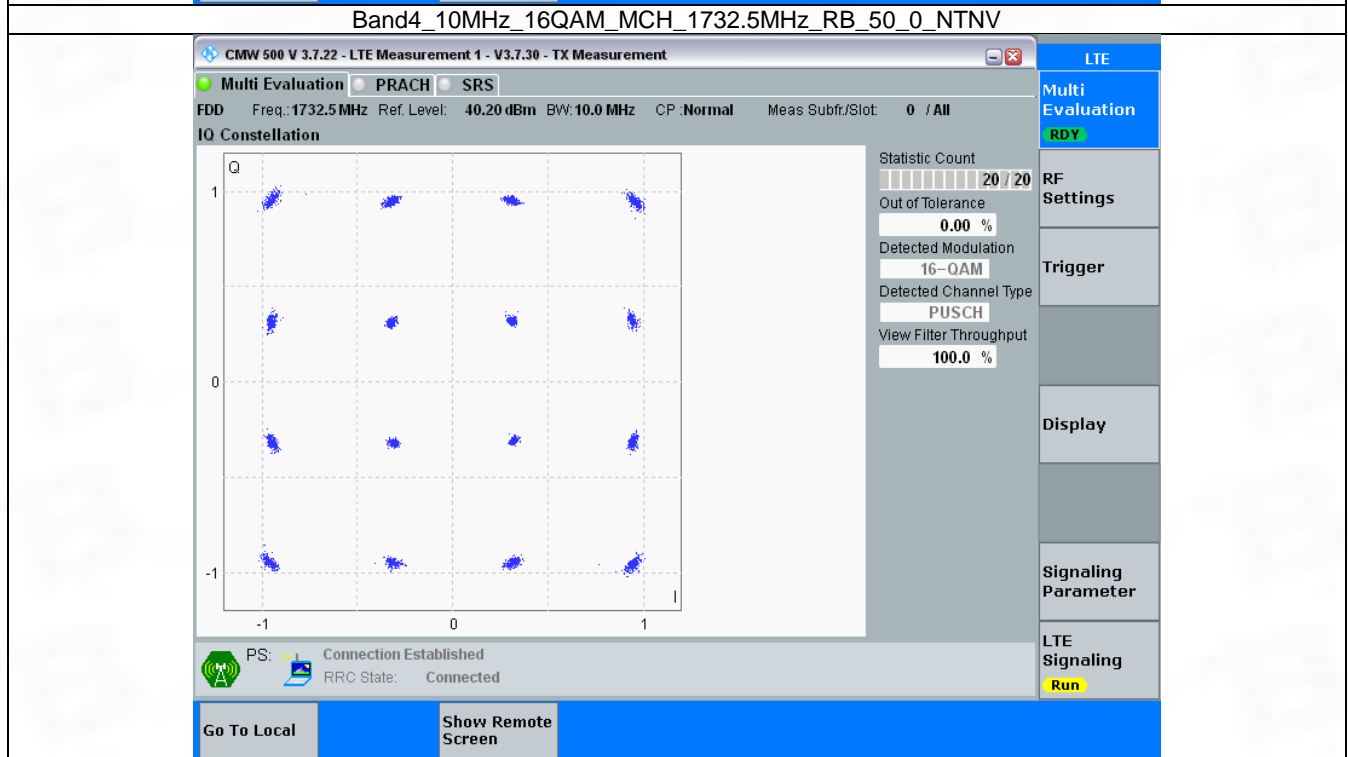 Band4_10MHz_16QAM_MCH_1732.5MHz_RB_50_0_NTNV
CMW 500 V 3.7.22 - LTE Measurement 1 - V3.7.30 - TX Measurement
LTE
Multi Evaluation PRACH SRS
Multi
Evaluation
RDY
FDD Freq.:1732.5 MHz Ref. Level: 40.20 dBm BW:10.0 MHz CP :Normal Meas Subfr./Slot: 0 / All
IQ Constellation
Q
1
0
-1
I
-1 0 1
Statistic Count
20 / 20
Out of Tolerance
0.00 %
Detected Modulation
16-QAM
Detected Channel Type
PUSCH
View Filter Throughput
100.0 %
RF
Settings
Trigger
Display
Signaling
Parameter
LTE
Signaling
Run
PS: Connection Established
RRC State: Connected
Go To Local
Show Remote
Screen